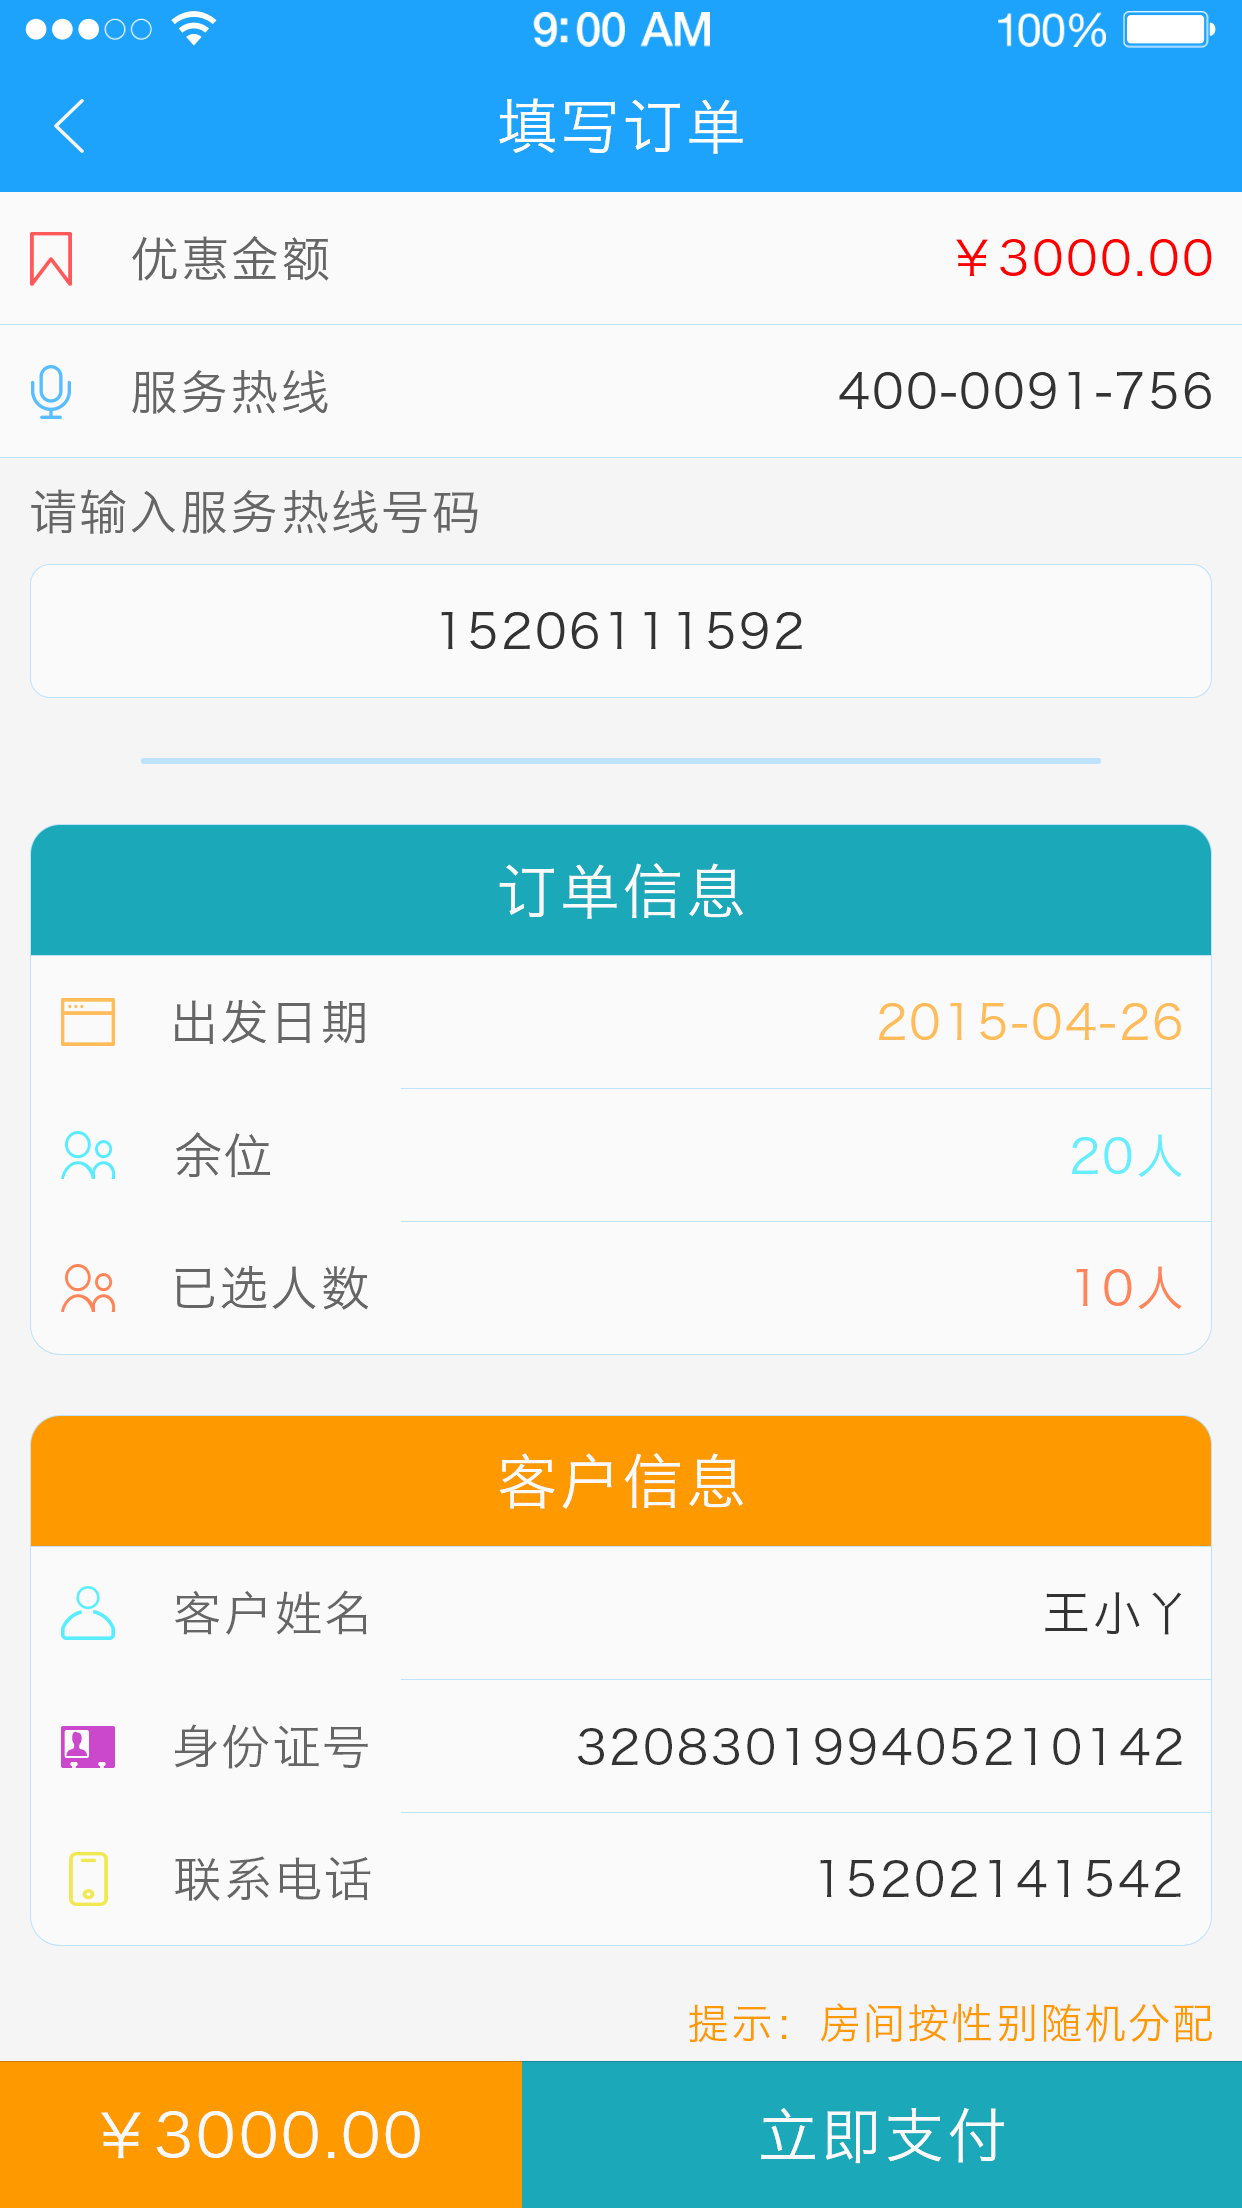 9:00 AM 100%
填写订单
优惠金额 ￥3000.00
服务热线 400-0091-756
请输入服务热线号码
15206111592
订单信息
出发日期 2015-04-26
余位 20人
已选人数 10人
客户信息
客户姓名 王小丫
身份证号 320830199405210142
联系电话 15202141542
提示：房间按性别随机分配
￥3000.00 立即支付